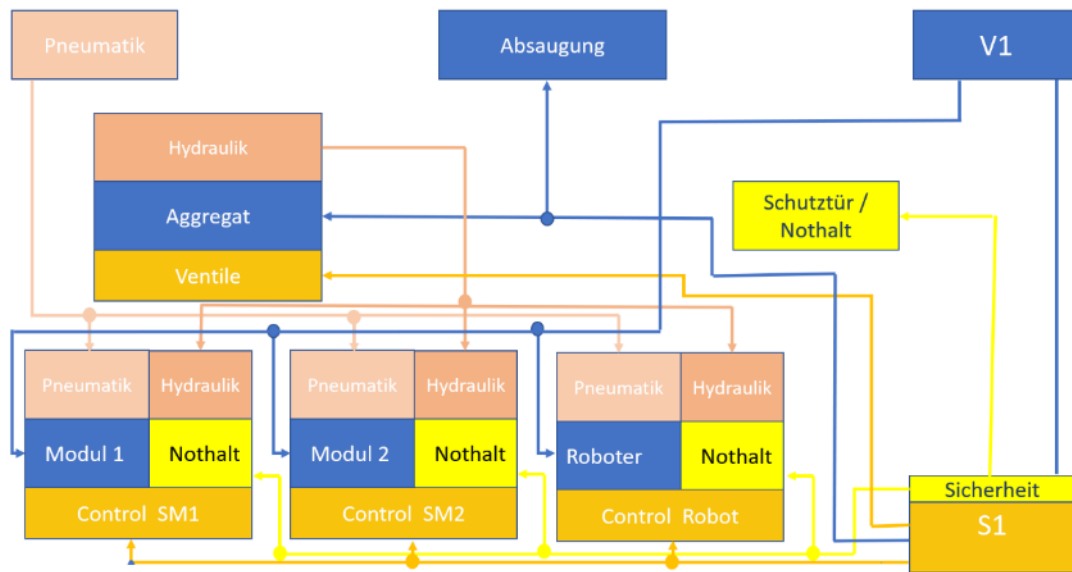 Pneumatik
Absaugung
V1
Hydraulik
Aggregat
Ventile
Schutztür /
Nothalt
Pneumatik
Hydraulik
Modul 1
Nothalt
Control SM1
Pneumatik
Hydraulik
Modul 2
Nothalt
Control SM2
Pneumatik
Hydraulik
Roboter
Nothalt
Control Robot
Sicherheit
S1